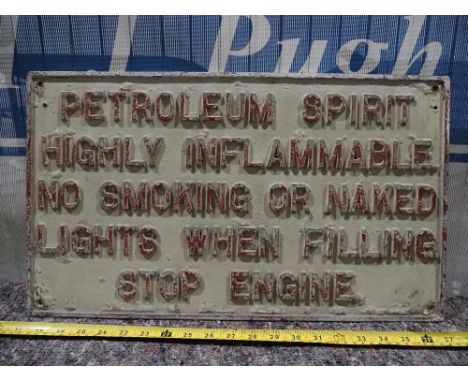 Pugh
PETROLEUM SPIRIT
HIGHLY INFLAMMABLE
NO SMOKING OR NAKED
LIGHTS WHEN FILLING
STOP ENGINE.